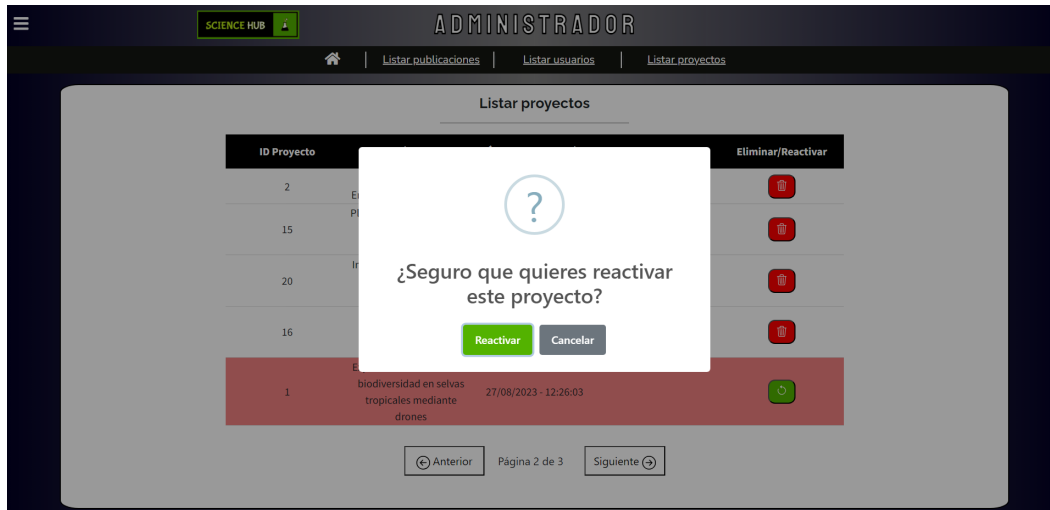 SCIENCE HUB
ADMINISTRADOR
Listar publicaciones
Listar usuarios
Listar proyectos
Listar proyectos
ID Proyecto
Eliminar/Reactivar
2
15
20
16
¿Seguro que quieres reactivar
este proyecto?
Reactivar
Cancelar
1
biodiversidad en selvas
tropicales mediante
drones
27/08/2023 - 12:26:03
Anterior
Página 2 de 3
Siguiente